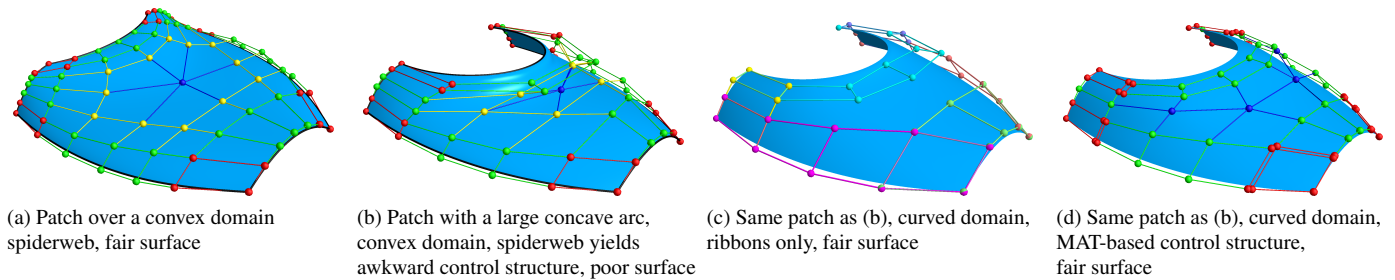 (a) Patch over a convex domain
spiderweb, fair surface
(b) Patch with a large concave arc,
convex domain, spiderweb yields
awkward control structure, poor surface
(c) Same patch as (b), curved domain,
ribbons only, fair surface
(d) Same patch as (b), curved domain,
MAT-based control structure,
fair surface